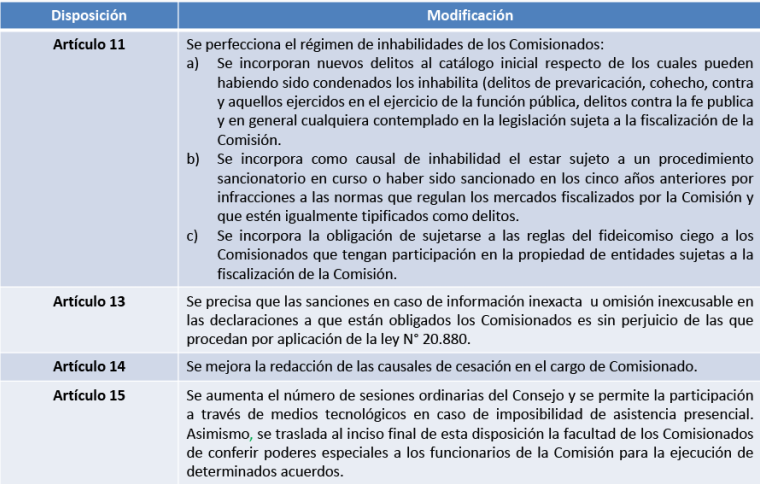 Disposición Modificación
Artículo 11 Se perfecciona el régimen de inhabilidades de los Comisionados:
a) Se incorporan nuevos delitos al catálogo inicial respecto de los cuales pueden
habiendo sido condenados los inhabilita (delitos de prevaricación, cohecho, contra
y aquellos ejercidos en el ejercicio de la función pública, delitos contra la fe publica
y en general cualquiera contemplado en la legislación sujeta a la fiscalización de la
Comisión.
b) Se incorpora como causal de inhabilidad el estar sujeto a un procedimiento
sancionatorio en curso o haber sido sancionado en los cinco años anteriores por
infracciones a las normas que regulan los mercados fiscalizados por la Comisión y
que estén igualmente tipificados como delitos.
c) Se incorpora la obligación de sujetarse a las reglas del fideicomiso ciego a los
Comisionados que tengan participación en la propiedad de entidades sujetas a la
fiscalización de la Comisión.
Artículo 13 Se precisa que las sanciones en caso de información inexacta u omisión inexcusable en
las declaraciones a que están obligados los Comisionados es sin perjuicio de las que
procedan por aplicación de la ley N° 20.880.
Artículo 14 Se mejora la redacción de las causales de cesación en el cargo de Comisionado.
Artículo 15 Se aumenta el número de sesiones ordinarias del Consejo y se permite la participación
a través de medios tecnológicos en caso de imposibilidad de asistencia presencial.
Asimismo, se traslada al inciso final de esta disposición la facultad de los Comisionados
de conferir poderes especiales a los funcionarios de la Comisión para la ejecución de
determinados acuerdos.